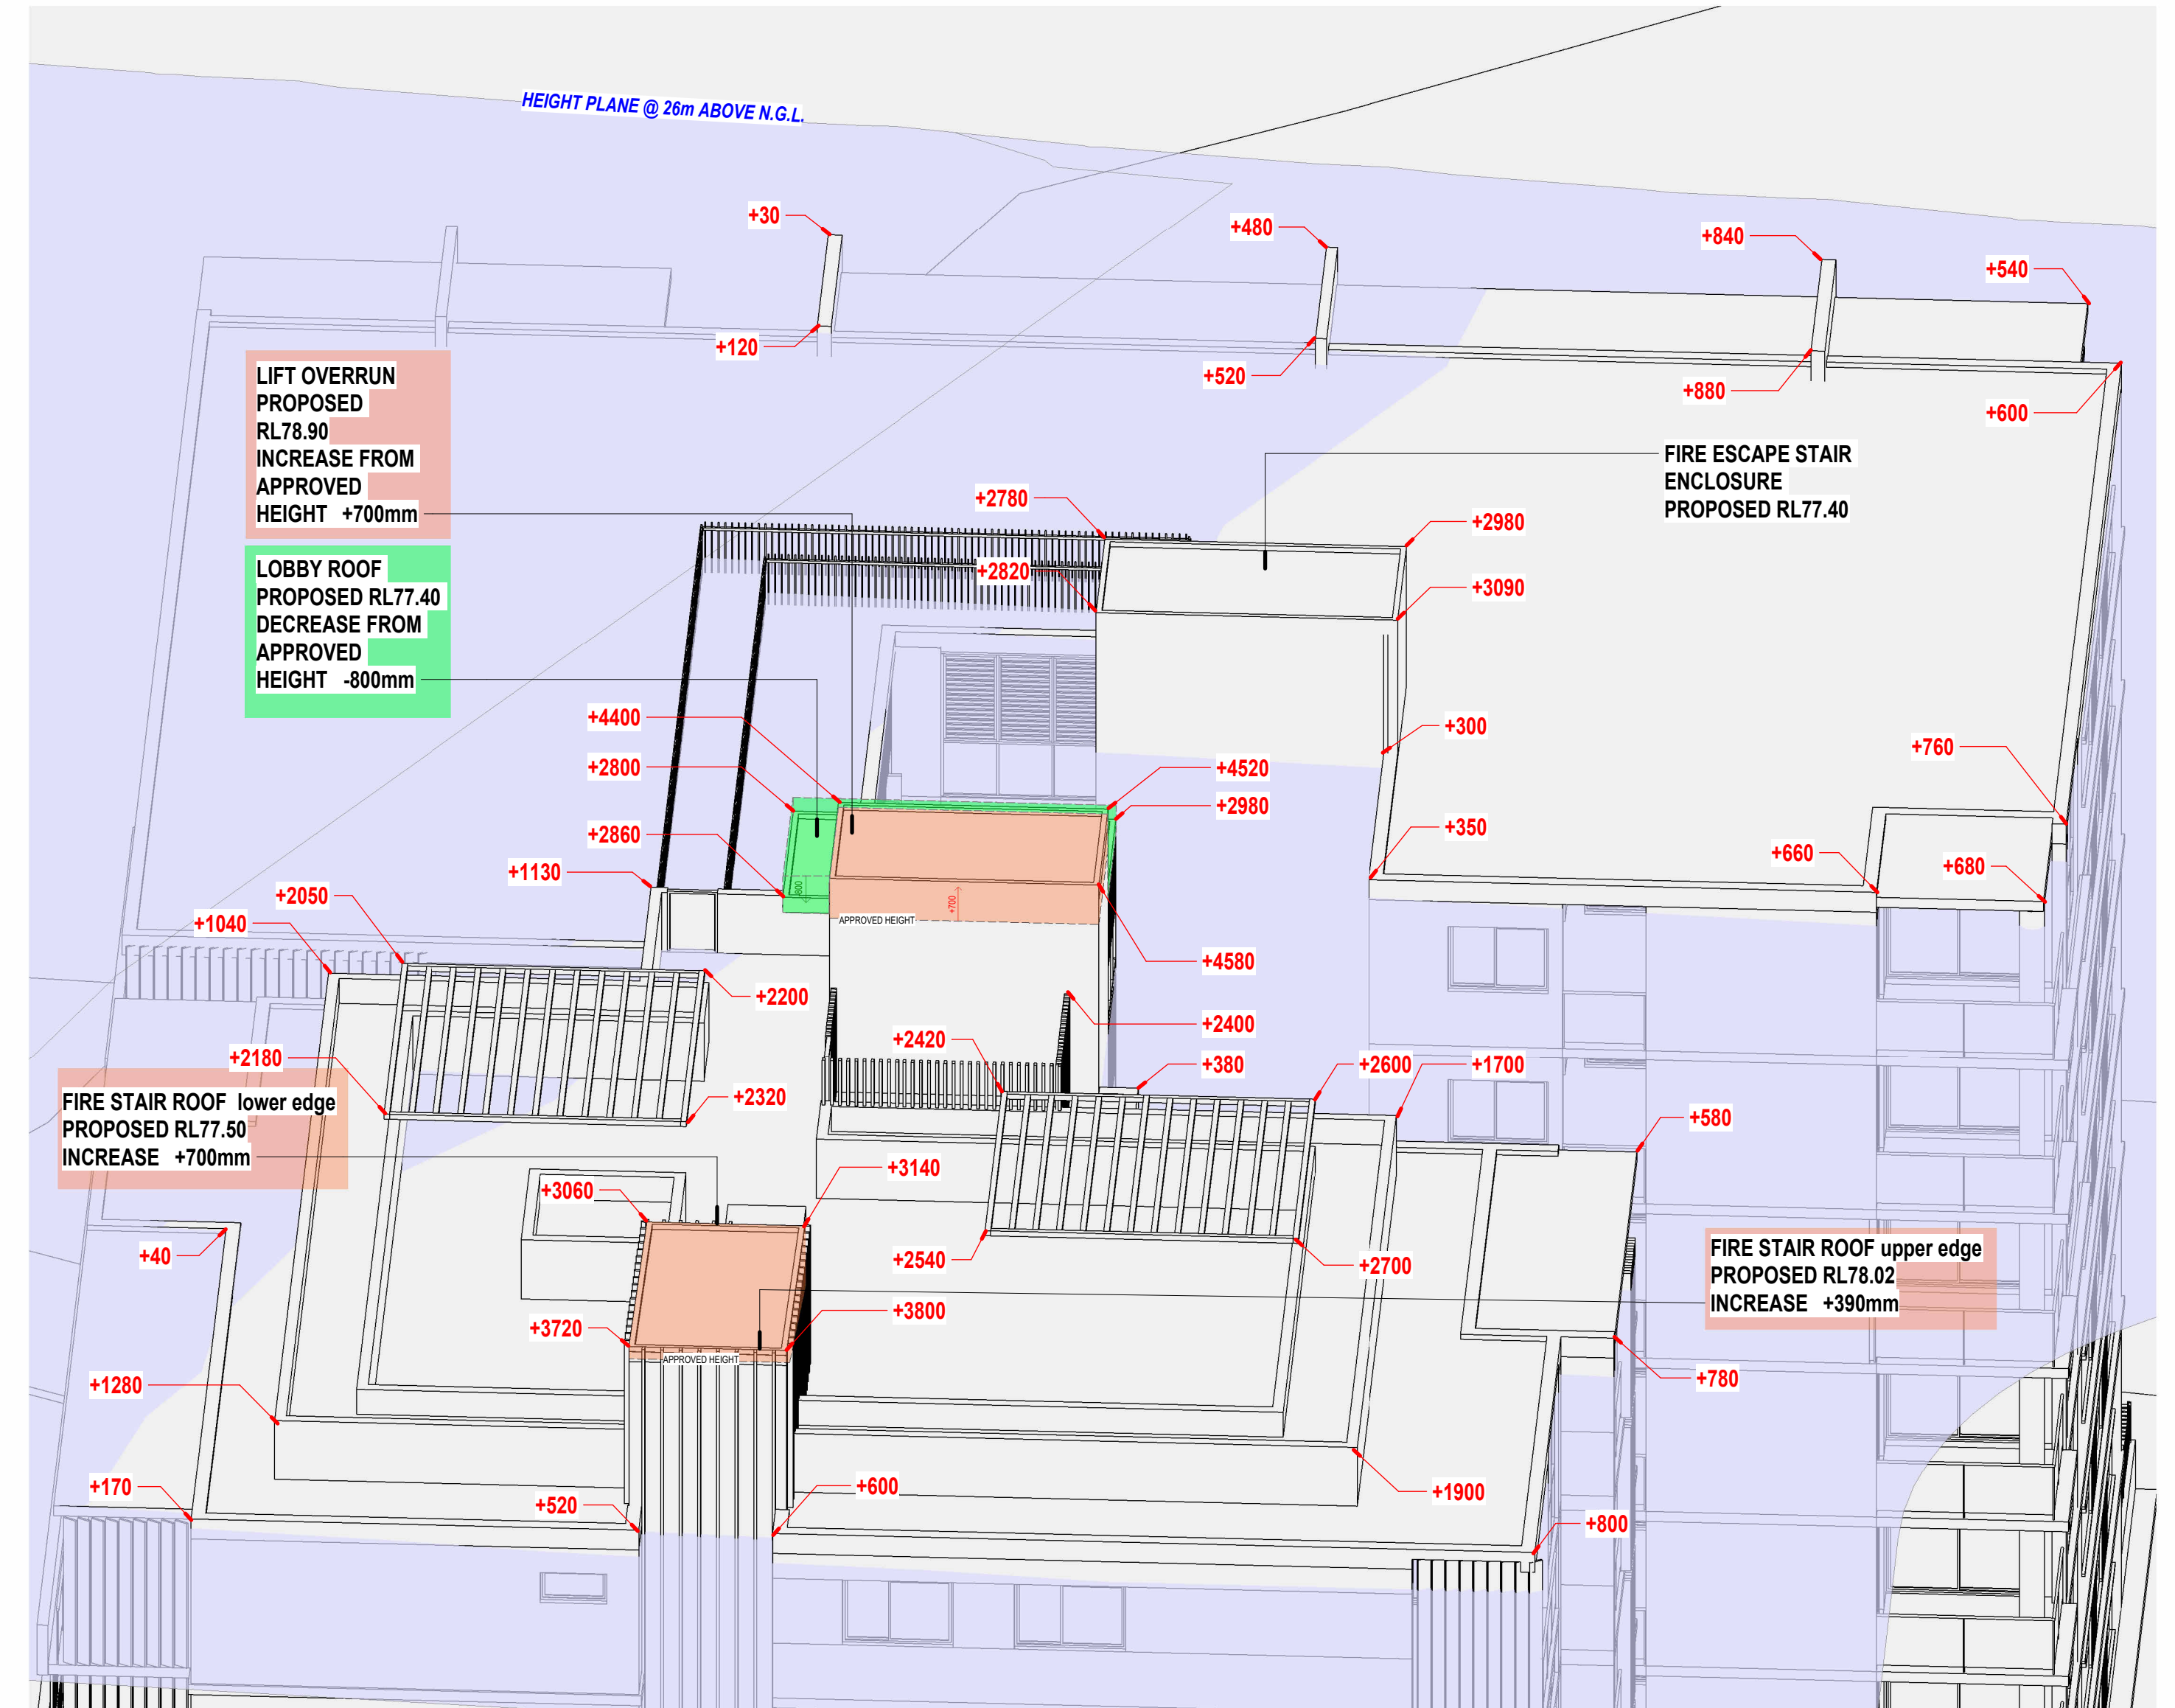 HEIGHT PLANE @ 26m ABOVE N.G.L.
+30
+480
+840
+540
+120
+520
+880
+600
LIFT OVERRUN
PROPOSED
RL78.90
INCREASE FROM
APPROVED
HEIGHT +700mm
FIRE ESCAPE STAIR
ENCLOSURE
PROPOSED RL77.40
+2780
+2980
+2820
+3090
LOBBY ROOF
PROPOSED RL77.40
DECREASE FROM
APPROVED
HEIGHT -800mm
+4400
+300
+760
+2800
+4520
+2980
+2860
+350
+660
+680
+1130
-800
+700
APPROVED HEIGHT
+2050
+1040
+4580
+2200
+2400
+2420
+2180
+380
+2600
+1700
+2320
FIRE STAIR ROOF lower edge
PROPOSED RL77.50
INCREASE +700mm
+580
+3140
+3060
+40
+2540
+2700
FIRE STAIR ROOF upper edge
PROPOSED RL78.02
INCREASE +390mm
+3720
+3800
APPROVED HEIGHT
+1280
+780
+170
+520
+600
+1900
+800